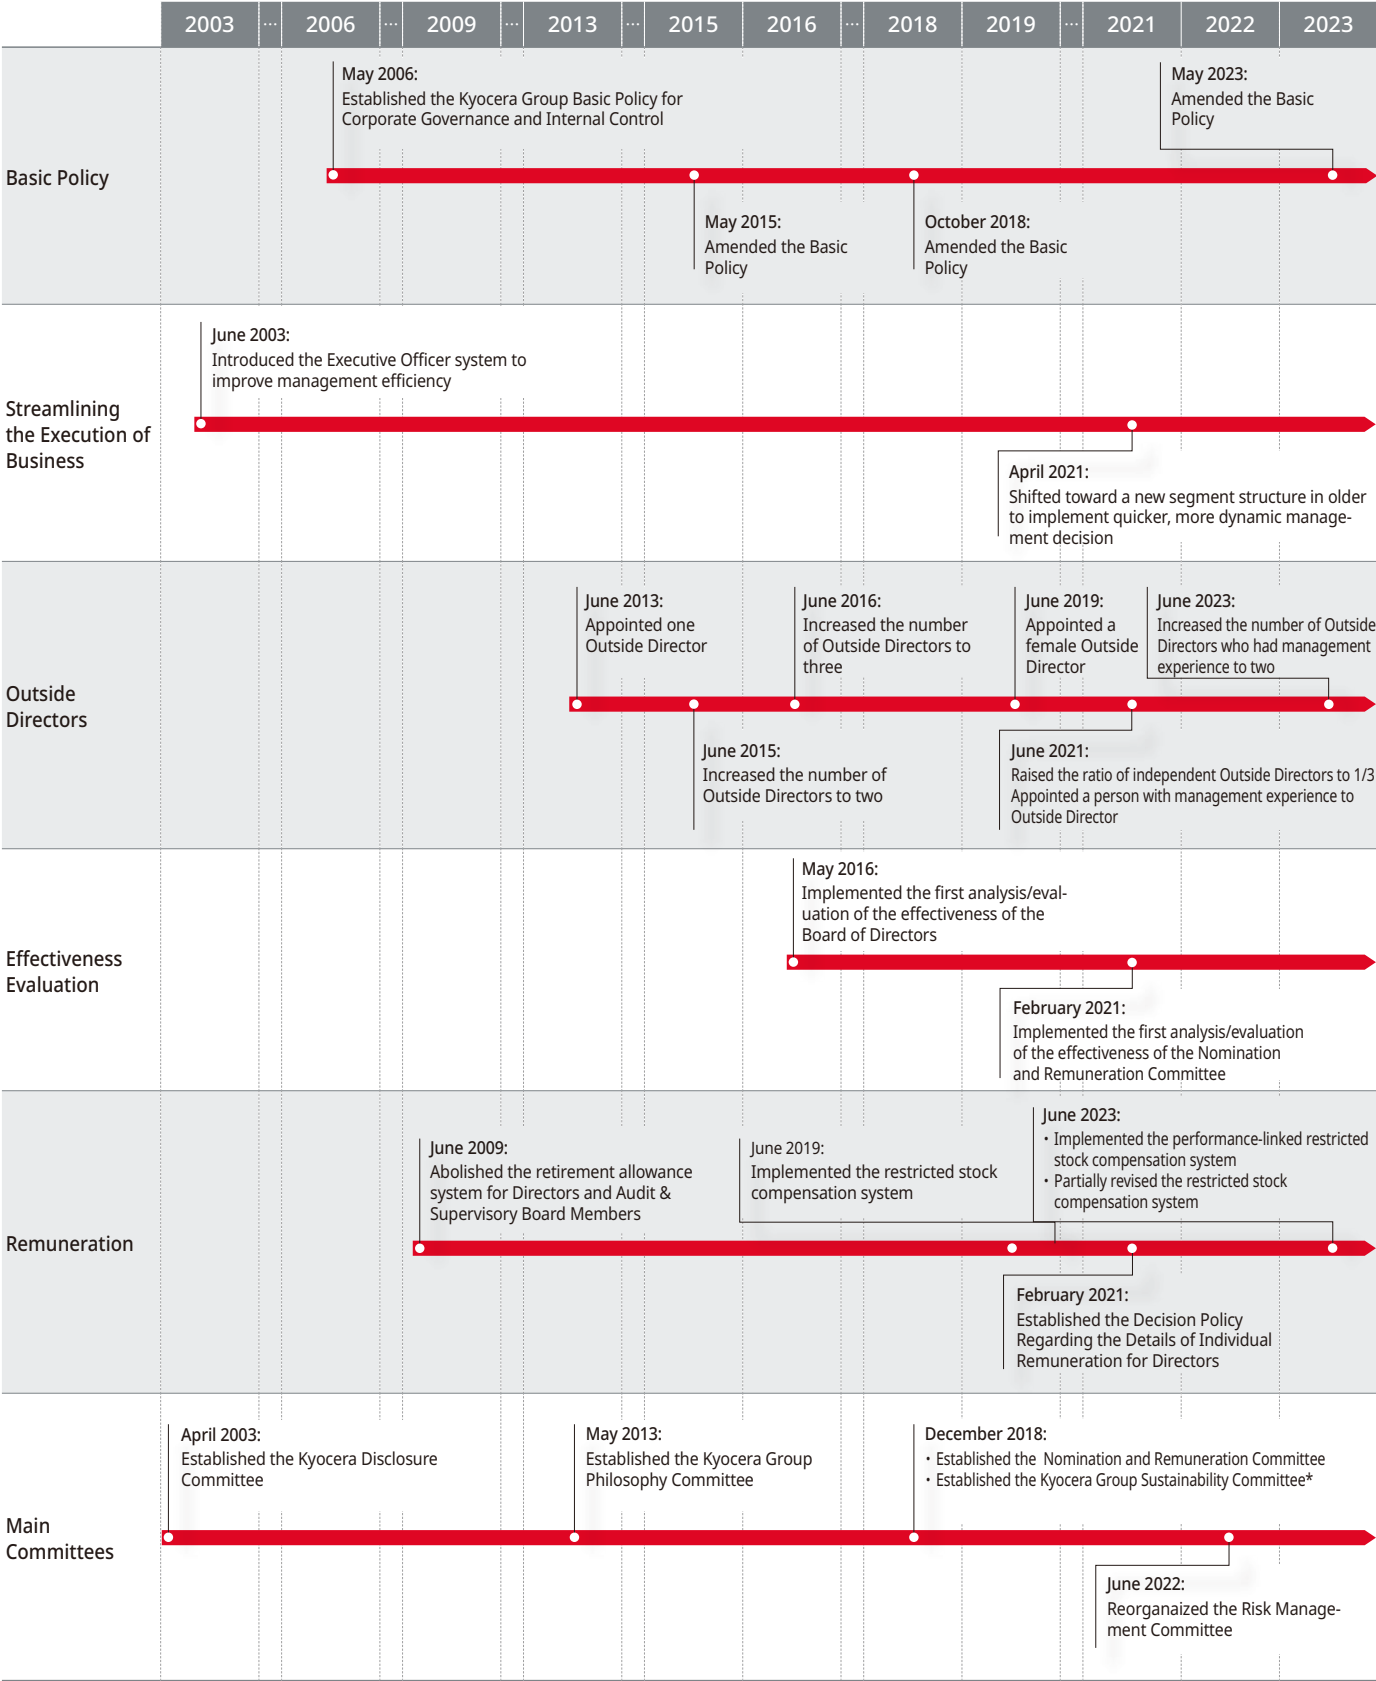 2003 ... 2006 ... 2009 ... 2013 ... 2015 2016 ... 2018 2019 ... 2021 2022 2023
Basic Policy
May 2006:
Established the Kyocera Group Basic Policy for
Corporate Governance and Internal Control
May 2023:
Amended the Basic
Policy
May 2015:
Amended the Basic
Policy
October 2018:
Amended the Basic
Policy
Streamlining
the Execution of
Business
June 2003:
Introduced the Executive Officer system to
improve management efficiency
April 2021:
Shifted toward a new segment structure in older
to implement quicker, more dynamic manage-
ment decision
Outside
Directors
June 2013:
Appointed one
Outside Director
June 2016:
Increased the number
of Outside Directors to
three
June 2019:
Appointed a
female Outside
Director
June 2023:
Increased the number of Outside
Directors who had management
experience to two
June 2015:
Increased the number of
Outside Directors to two
June 2021:
Raised the ratio of independent Outside Directors to 1/3
Appointed a person with management experience to
Outside Director
Effectiveness
Evaluation
May 2016:
Implemented the first analysis/eval-
uation of the effectiveness of the
Board of Directors
February 2021:
Implemented the first analysis/evaluation
of the effectiveness of the Nomination
and Remuneration Committee
Remuneration
June 2009:
Abolished the retirement allowance
system for Directors and Audit &
Supervisory Board Members
June 2019:
Implemented the restricted stock
compensation system
June 2023:
・Implemented the performance-linked restricted
stock compensation system
・Partially revised the restricted stock
compensation system
February 2021:
Established the Decision Policy
Regarding the Details of Individual
Remuneration for Directors
Main
Committees
April 2003:
Established the Kyocera Disclosure
Committee
May 2013:
Established the Kyocera Group
Philosophy Committee
December 2018:
・Established the Nomination and Remuneration Committee
・Established the Kyocera Group Sustainability Committee*
June 2022:
Reorganaized the Risk Manage-
ment Committee